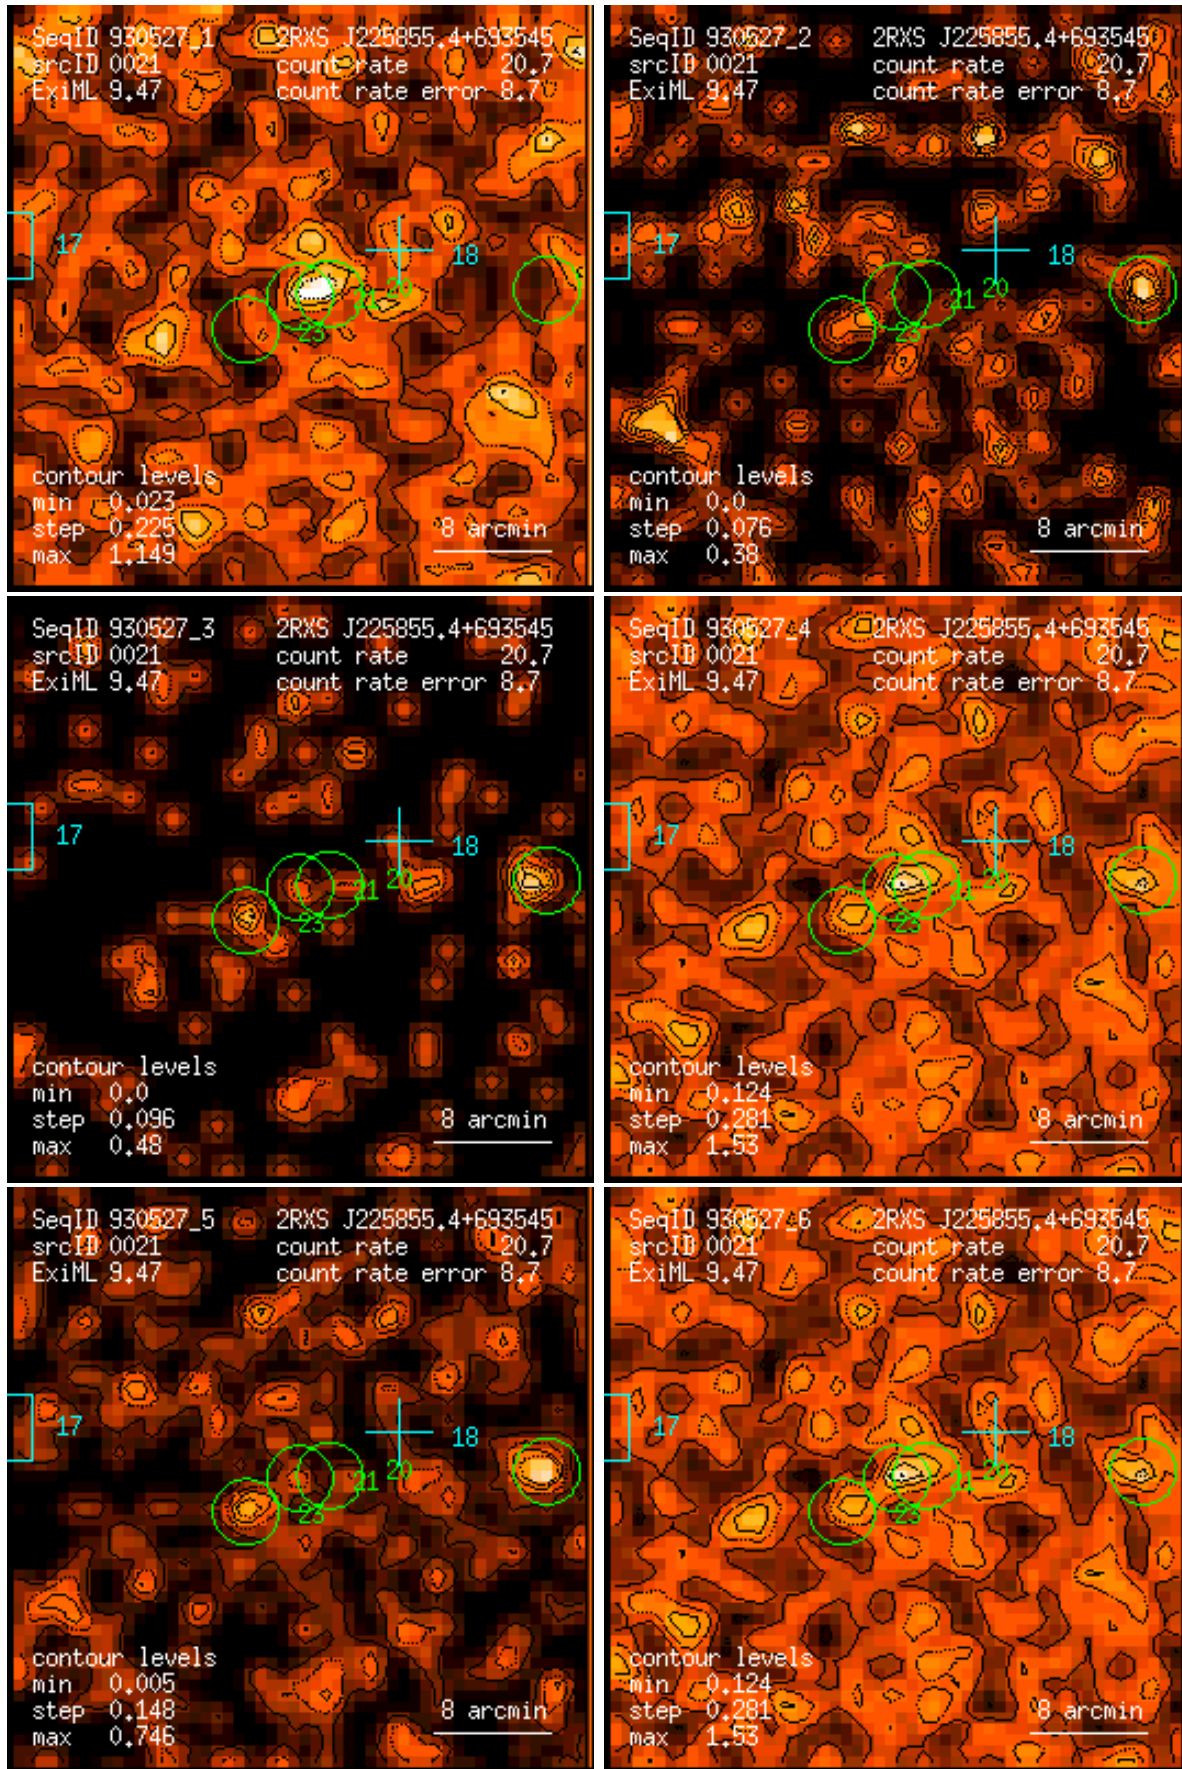 SeqID 930527_1 2RXS J225855.4+693545
srcID 0021 count rate 20.7
ExiML 9.47 count rate error 8.7
17 18
21 20
23
contour levels
min 0.023
step 0.225 8 arcmin
max 1.149
SeqID 930527_2 2RXS J225855.4+693545
srcID 0021 count rate 20.7
ExiML 9.47 count rate error 8.7
17 18
21 20
23
contour levels
min 0.0
step 0.076 8 arcmin
max 0.38
SeqID 930527_3 2RXS J225855.4+693545
srcID 0021 count rate 20.7
ExiML 9.47 count rate error 8.7
17 18
21 20
23
contour levels
min 0.0
step 0.096 8 arcmin
max 0.48
SeqID 930527_4 2RXS J225855.4+693545
srcID 0021 count rate 20.7
ExiML 9.47 count rate error 8.7
17 18
21 20
23
contour levels
min 0.124
step 0.281 8 arcmin
max 1.53
SeqID 930527_5 2RXS J225855.4+693545
srcID 0021 count rate 20.7
ExiML 9.47 count rate error 8.7
17 18
21 20
23
contour levels
min 0.005
step 0.148 8 arcmin
max 0.746
SeqID 930527_6 2RXS J225855.4+693545
srcID 0021 count rate 20.7
ExiML 9.47 count rate error 8.7
17 18
21 20
23
contour levels
min 0.124
step 0.281 8 arcmin
max 1.53